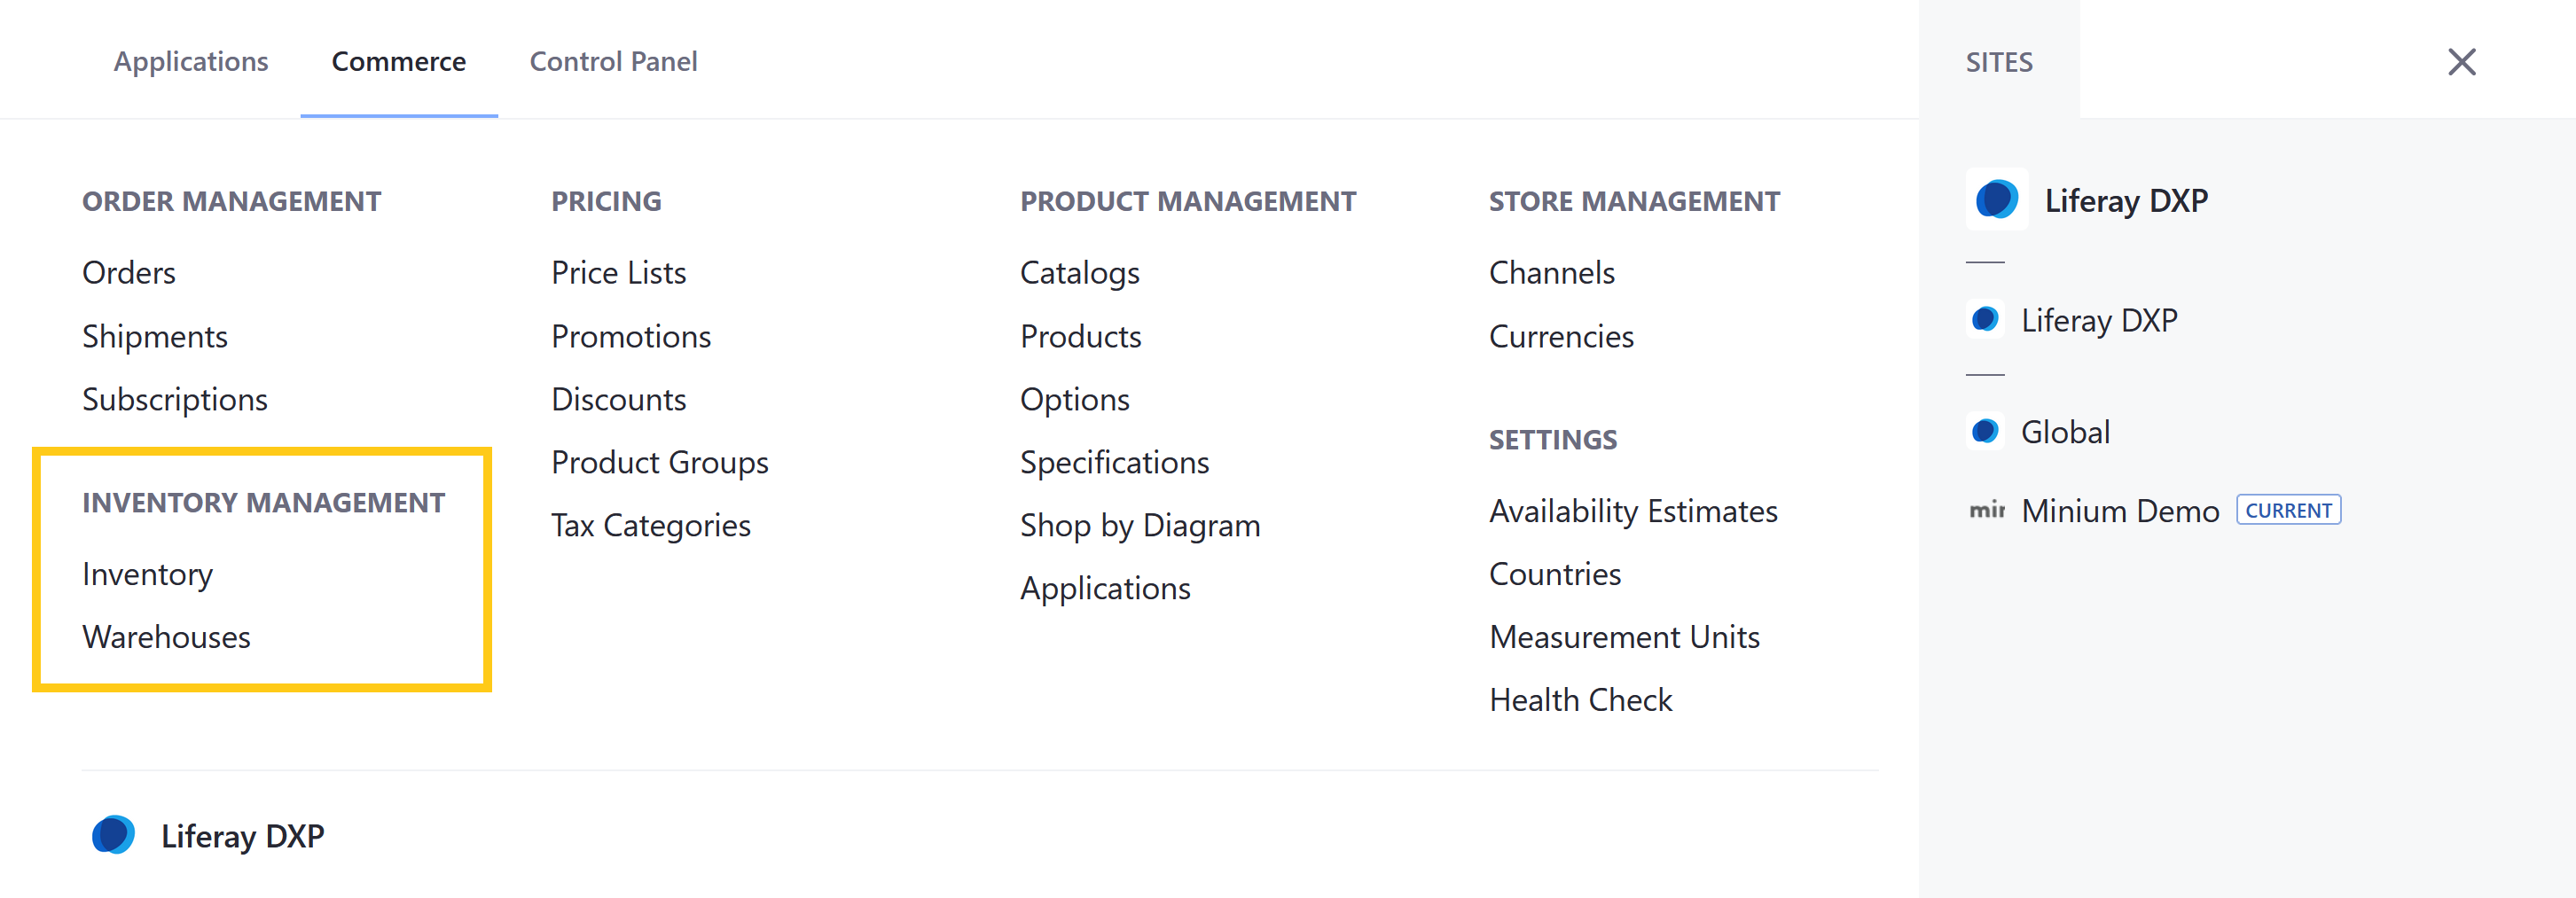 Applications
Commerce
Control Panel
SITES
ORDER MANAGEMENT
Orders
Shipments
Subscriptions
INVENTORY MANAGEMENT
Inventory
Warehouses
PRICING
Price Lists
Promotions
Discounts
Product Groups
Tax Categories
PRODUCT MANAGEMENT
Catalogs
Products
Options
Specifications
Shop by Diagram
Applications
STORE MANAGEMENT
Channels
Currencies
SETTINGS
Availability Estimates
Countries
Measurement Units
Health Check
Liferay DXP
Liferay DXP
Liferay DXP
Global
Minium Demo CURRENT